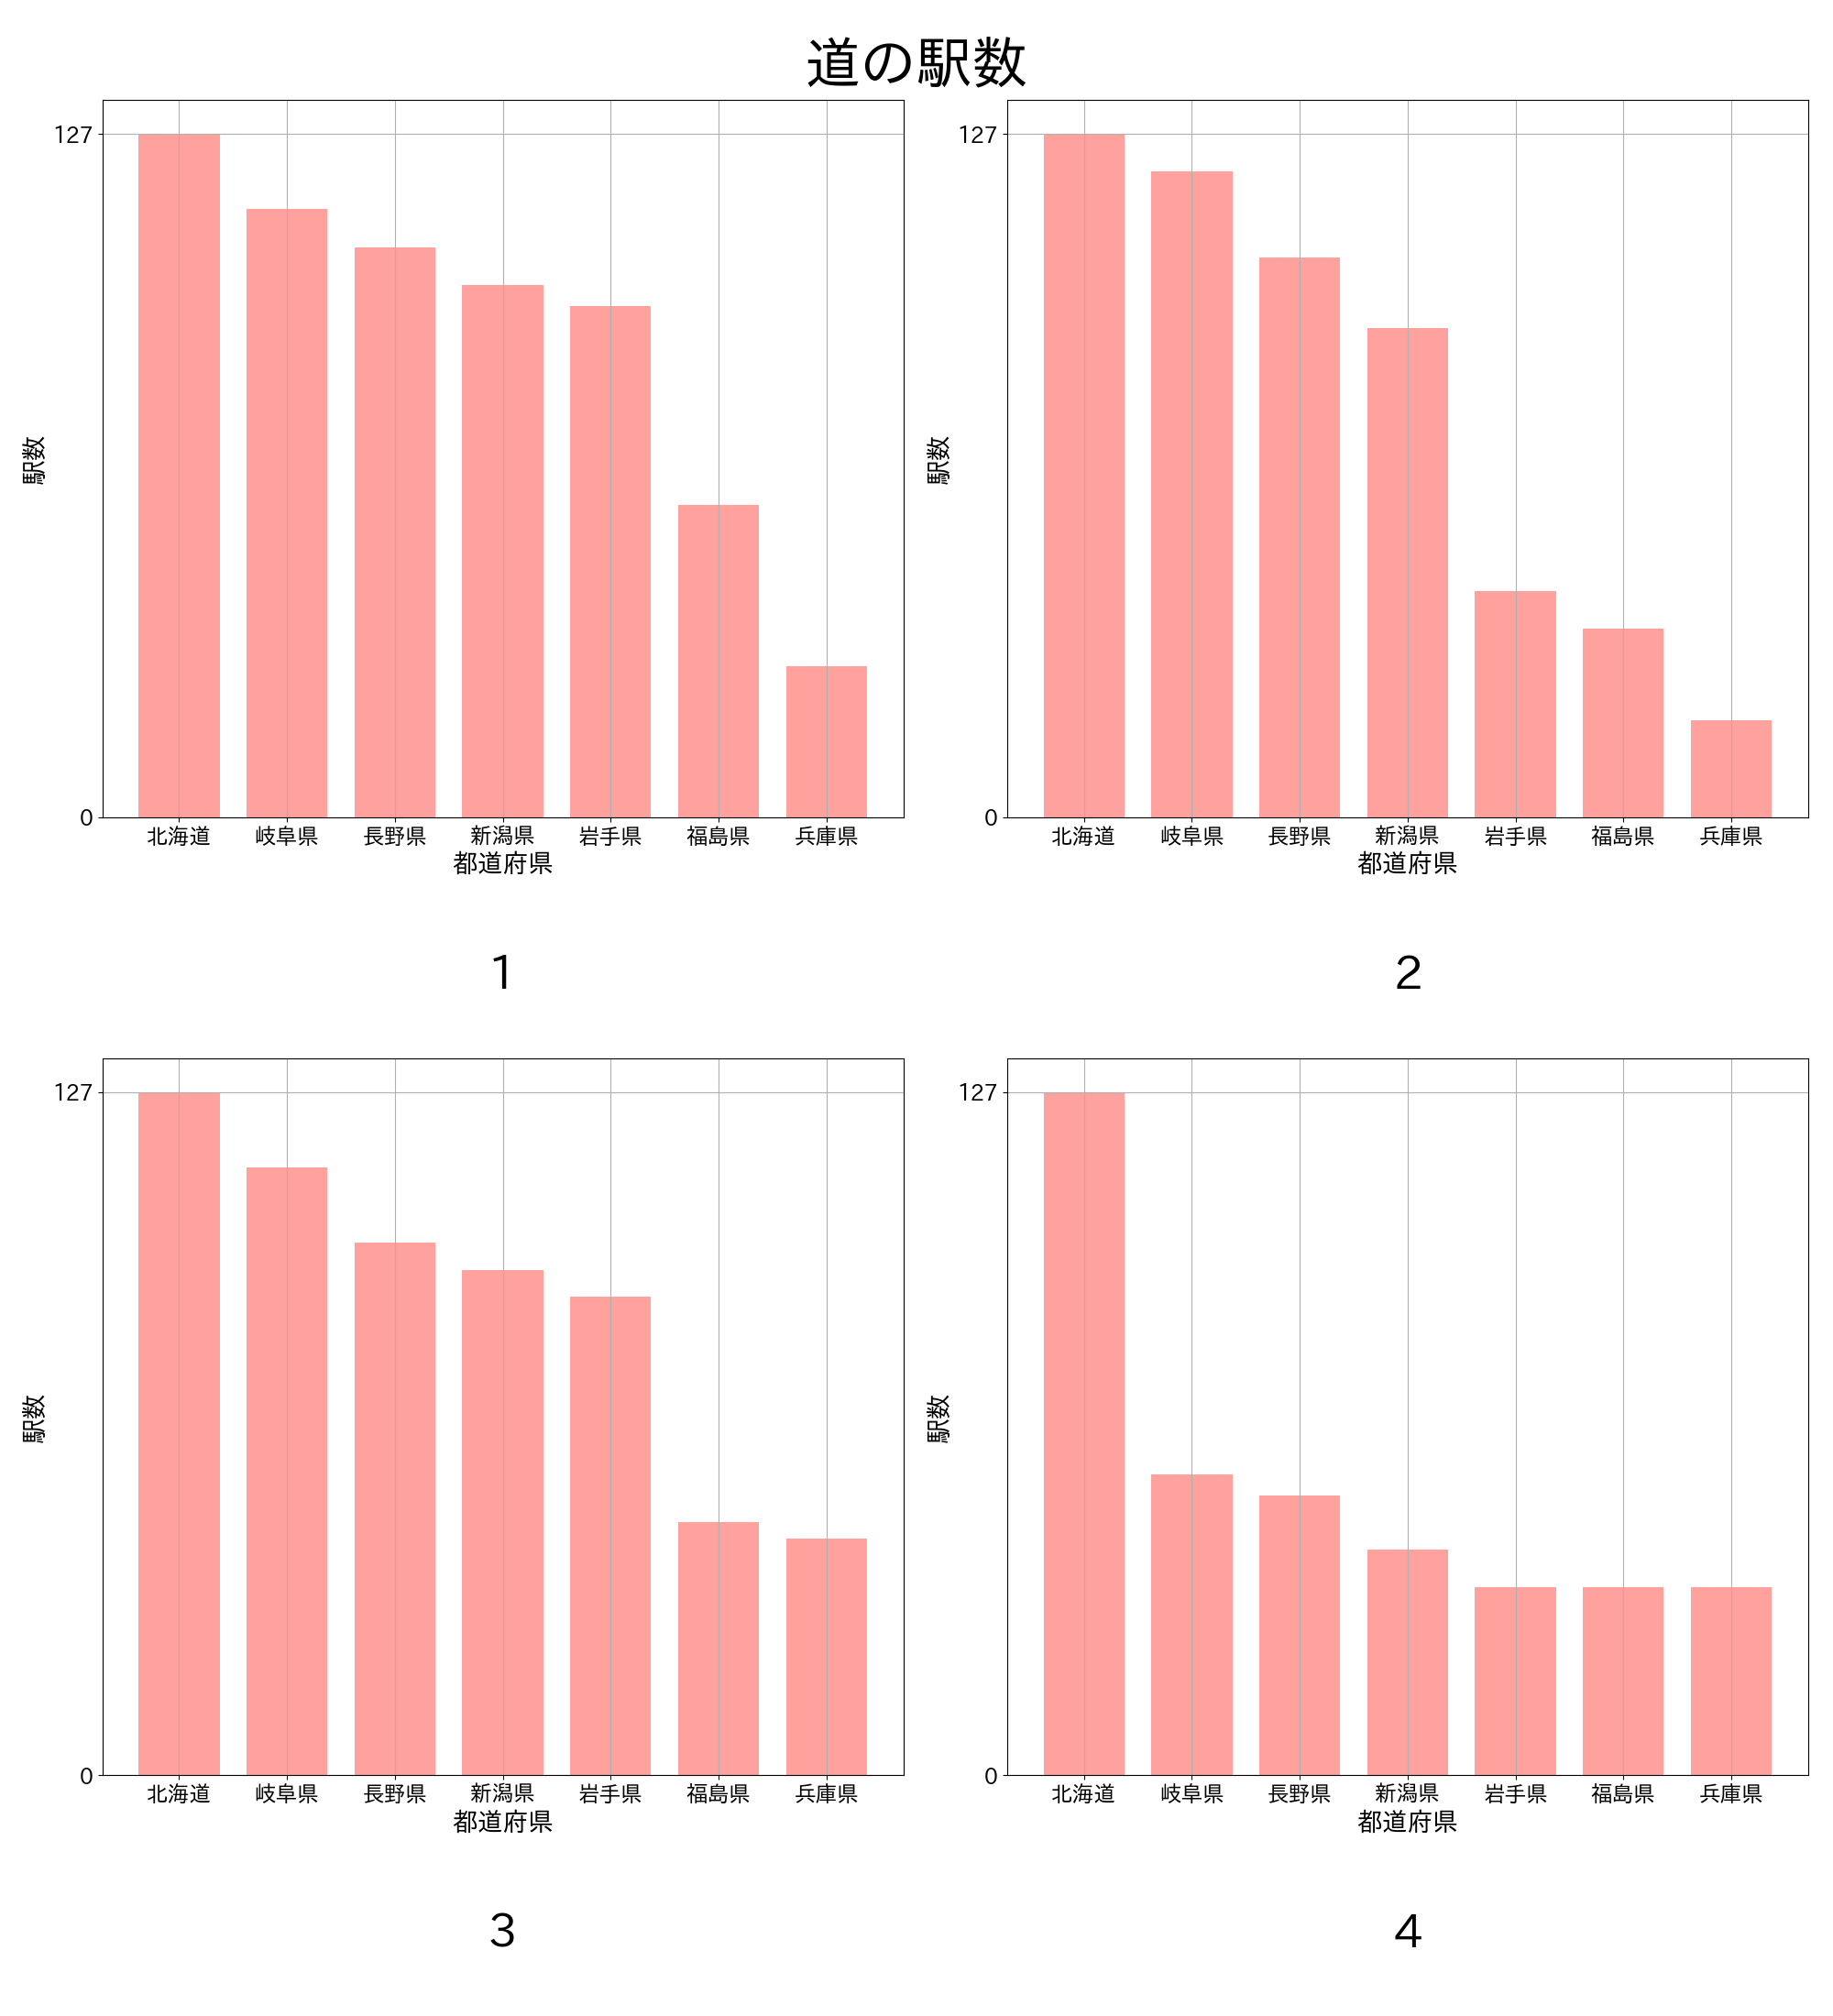 道の駅数
127
127
駅数
駅数
0
0
北海道 岐阜県 長野県 新潟県 岩手県 福島県 兵庫県
北海道 岐阜県 長野県 新潟県 岩手県 福島県 兵庫県
都道府県
都道府県
1
2
127
127
駅数
駅数
0
0
北海道 岐阜県 長野県 新潟県 岩手県 福島県 兵庫県
北海道 岐阜県 長野県 新潟県 岩手県 福島県 兵庫県
都道府県
都道府県
3
4